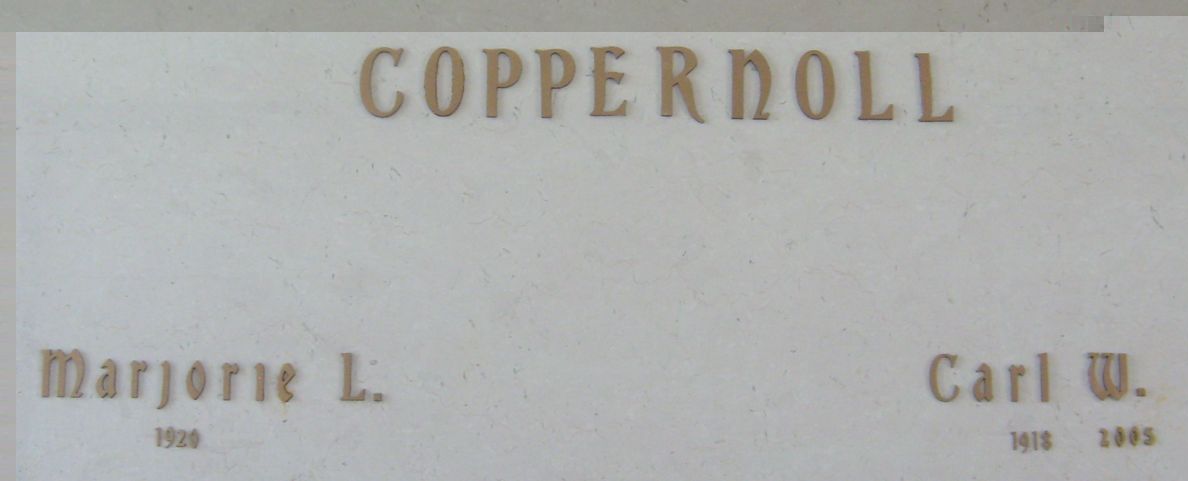 COPPERNOLL
Marjorie L. Carl W.
1920 1918 2005